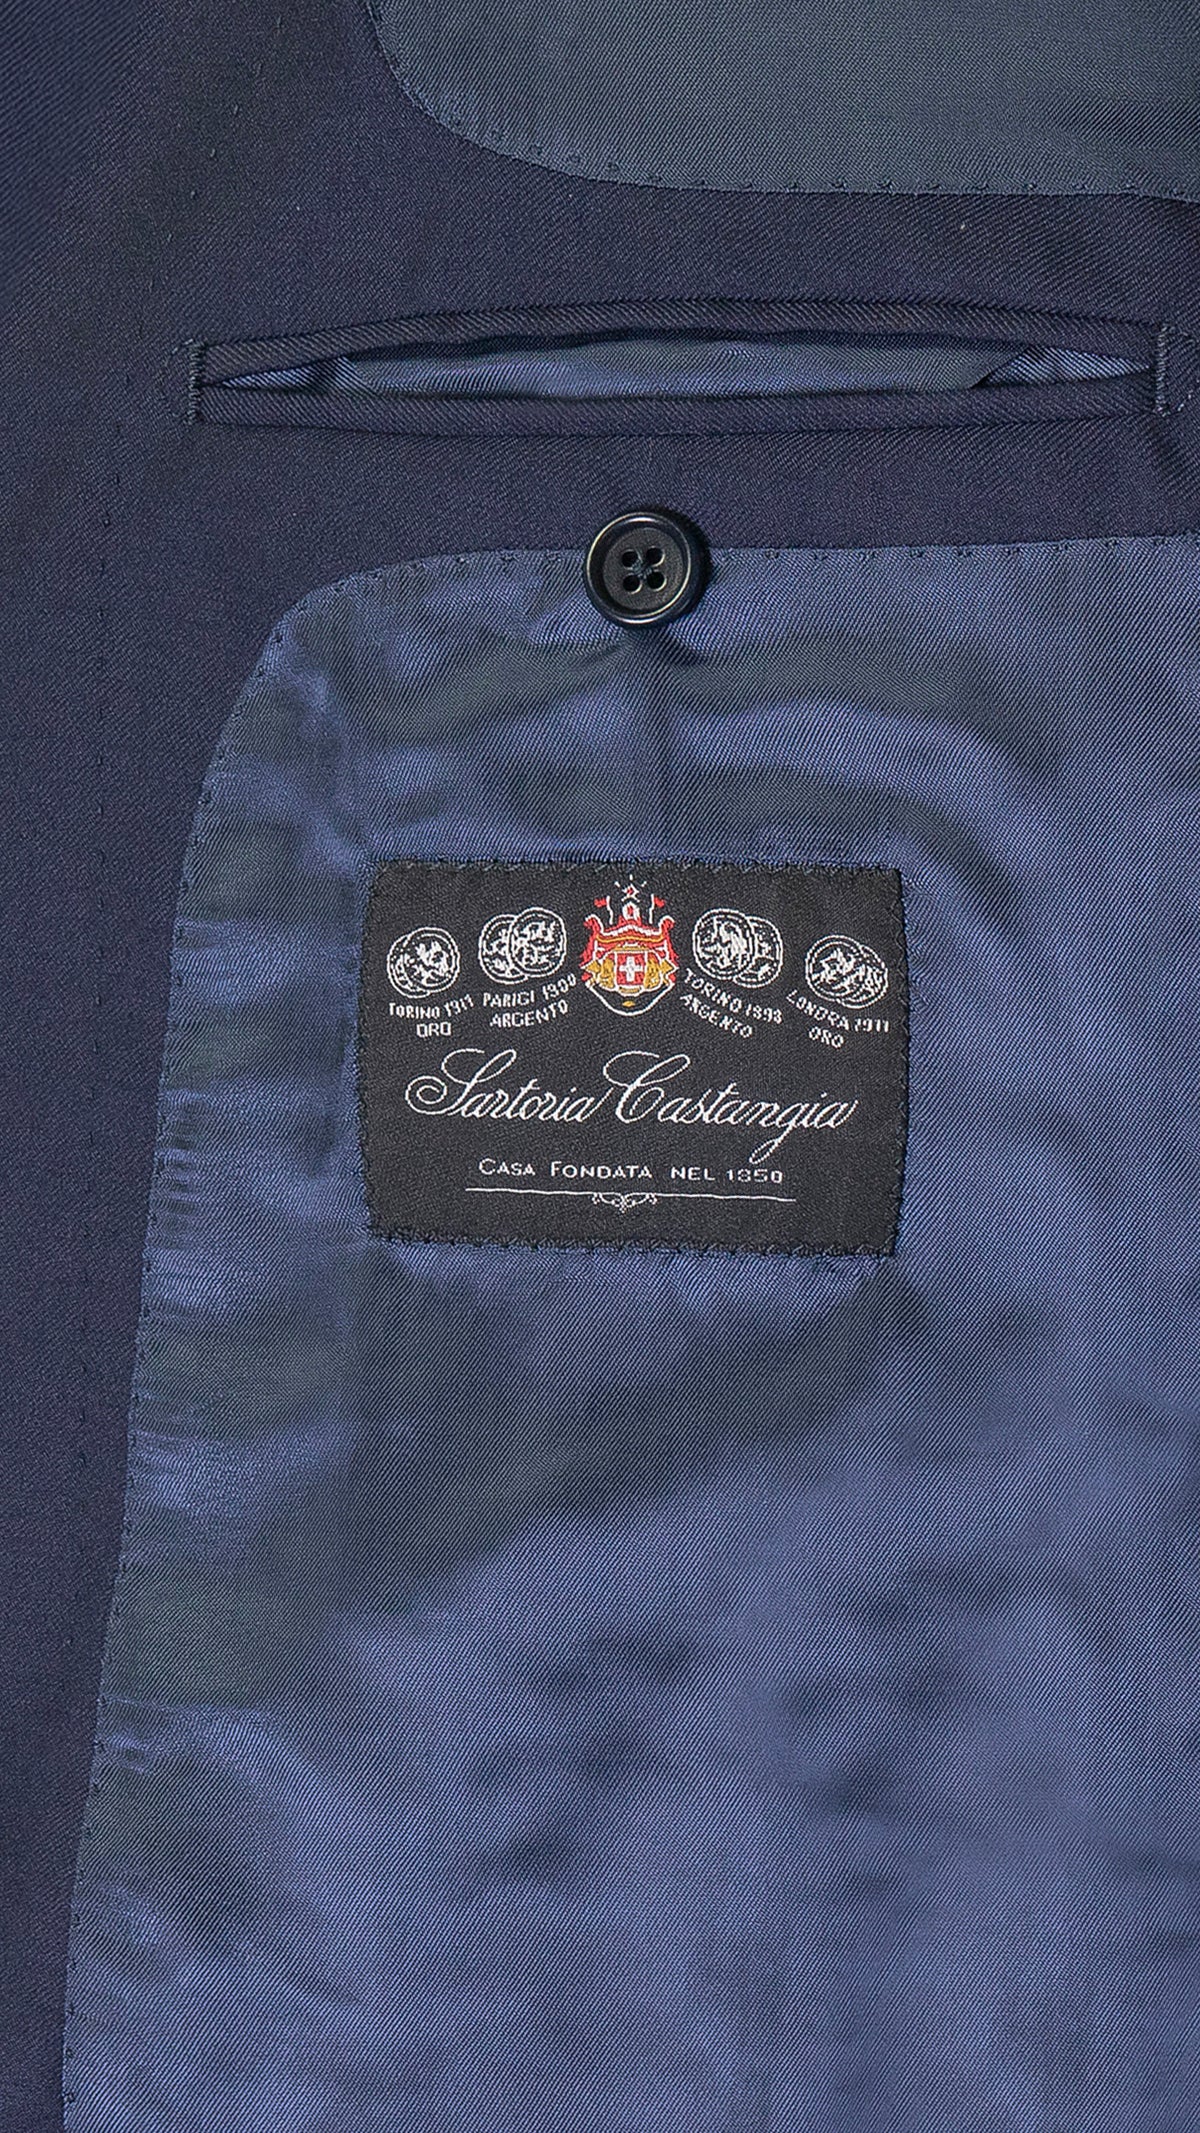 TORINO 1911
ORO
PARIGI 1900
ARGENTO
TORINO 1898
ARGENTO
LONDRA 1911
ORO
Sartoria Castangia
CASA FONDATA NEL 1850